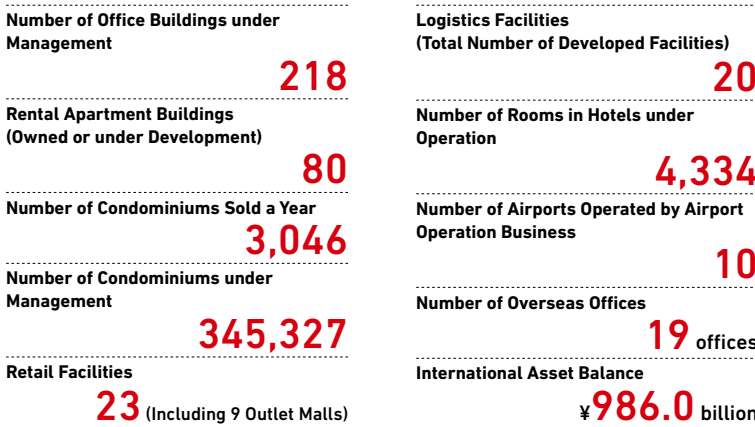 Number of Office Buildings under
Management
218
Rental Apartment Buildings
(Owned or under Development)
80
Number of Condominiums Sold a Year
3,046
Number of Condominiums under
Management
345,327
Retail Facilities
23 (Including 9 Outlet Malls)
Logistics Facilities
(Total Number of Developed Facilities)
20
Number of Rooms in Hotels under
Operation
4,334
Number of Airports Operated by Airport
Operation Business
10
Number of Overseas Offices
19 offices
International Asset Balance
¥986.0 billion